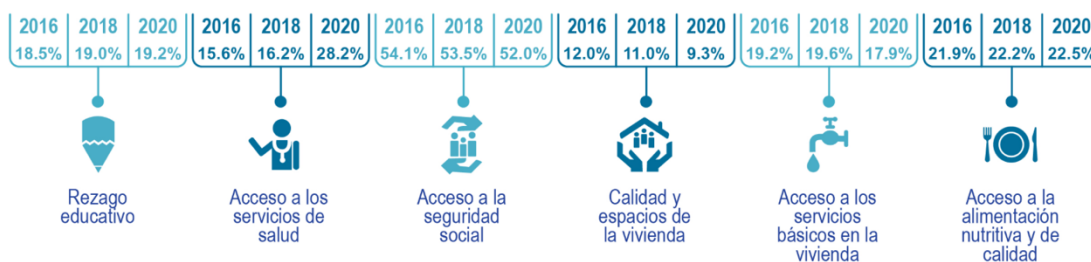 2016 2018 2020 2016 2018 2020 2016 2018 2020 2016 2018 2020 2016 2018 2020 2016 2018 2020
18.5% 19.0% 19.2% 15.6% 16.2% 28.2% 54.1% 53.5% 52.0% 12.0% 11.0% 9.3% 19.2% 19.6% 17.9% 21.9% 22.2% 22.5%
Rezago
educativo
Acceso a los
servicios de
salud
Acceso a la
seguridad
social
Calidad y
espacios de
la vivienda
Acceso a los
servicios
básicos en la
vivienda
Acceso a la
alimentación
nutritiva y de
calidad